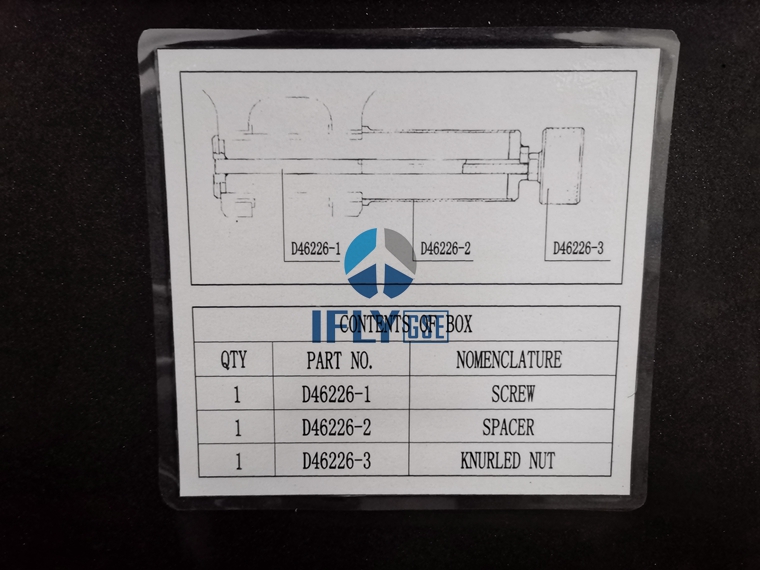 D46226-1 D46226-2 D46226-3
CONTENTS OF BOX
IFLY GSE
QTY PART NO. NOMENCLATURE
1 D46226-1 SCREW
1 D46226-2 SPACER
1 D46226-3 KNURLED NUT